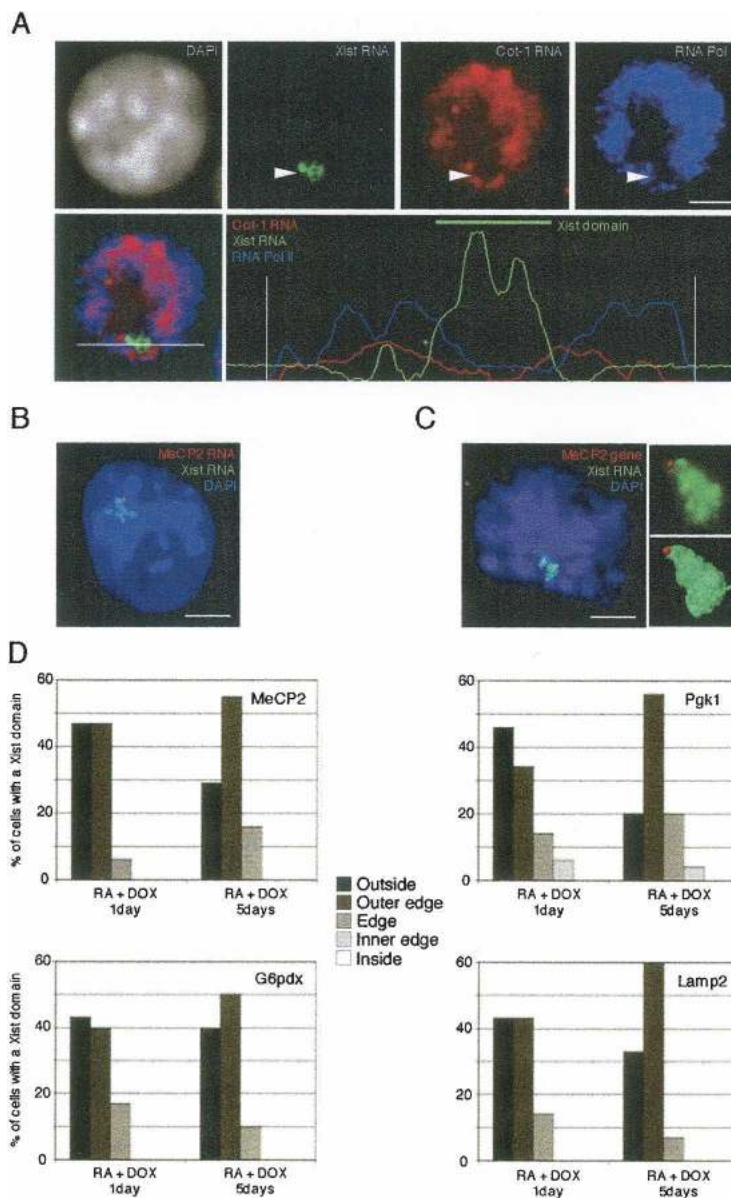 A
DAPI
Xist RNA
Cot-1 RNA
RNA Pol
Cot-1 RNA
Xist RNA
RNA Pol II
Xist domain
B
MeCP2 RNA
Xist RNA
DAPI
C
MeCP2 gene
Xist RNA
DAPI
D
% of cells with a Xist domain
60
40
20
0
MeCP2
RA + DOX
1day
RA + DOX
5days
60
40
20
0
Pgk1
RA + DOX
1day
RA + DOX
5days
Outside
Outer edge
Edge
Inner edge
Inside
% of cells with a Xist domain
60
40
20
0
G6pdx
RA + DOX
1day
RA + DOX
5days
60
40
20
0
Lamp2
RA + DOX
1day
RA + DOX
5days